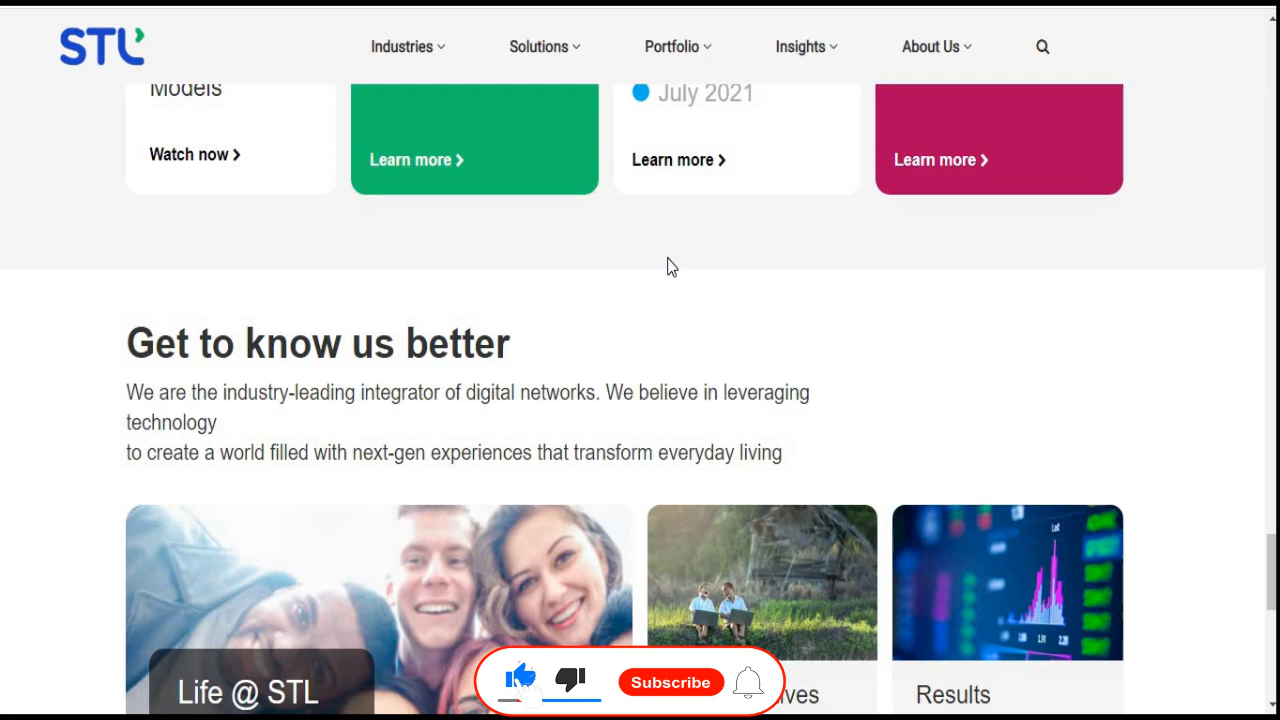 STL
Industries
Solutions
Portfolio
Insights
About Us
Models
July 2021
Watch now
Learn more
Learn more
Learn more
Get to know us better
We are the industry-leading integrator of digital networks. We believe in leveraging
technology
to create a world filled with next-gen experiences that transform everyday living
Life @ STL
Results
Subscribe